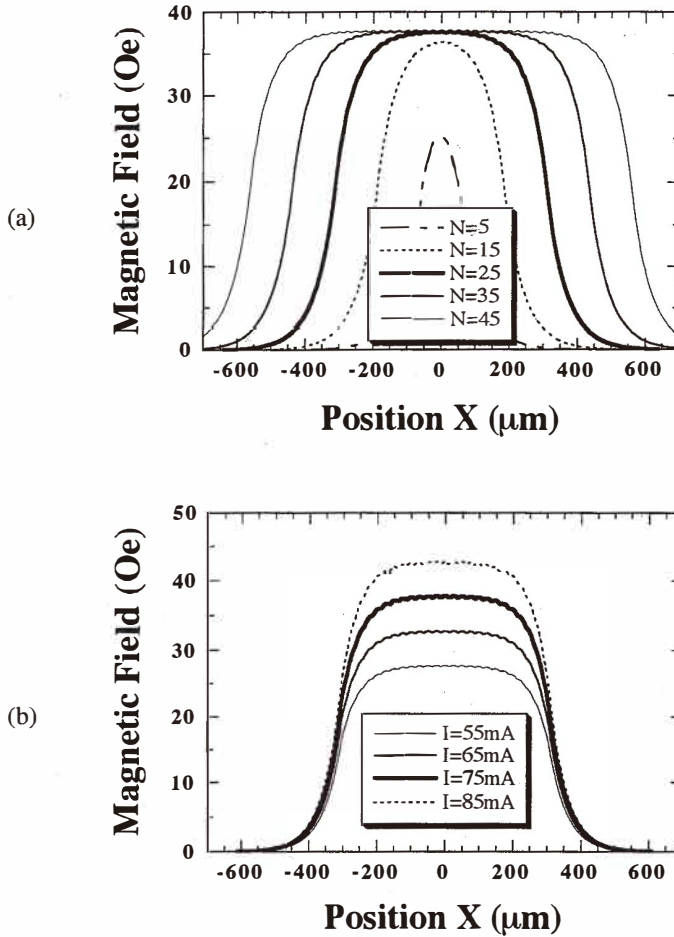 (a)
Magnetic Field (Oe)
40
30
20
10
0
N=5
N=15
N=25
N=35
N=45
-600 -400 -200 0 200 400 600
Position X (μm)
(b)
Magnetic Field (Oe)
50
40
30
20
10
0
I=55mA
I=65mA
I=75mA
I=85mA
-600 -400 -200 0 200 400 600
Position X (μm)